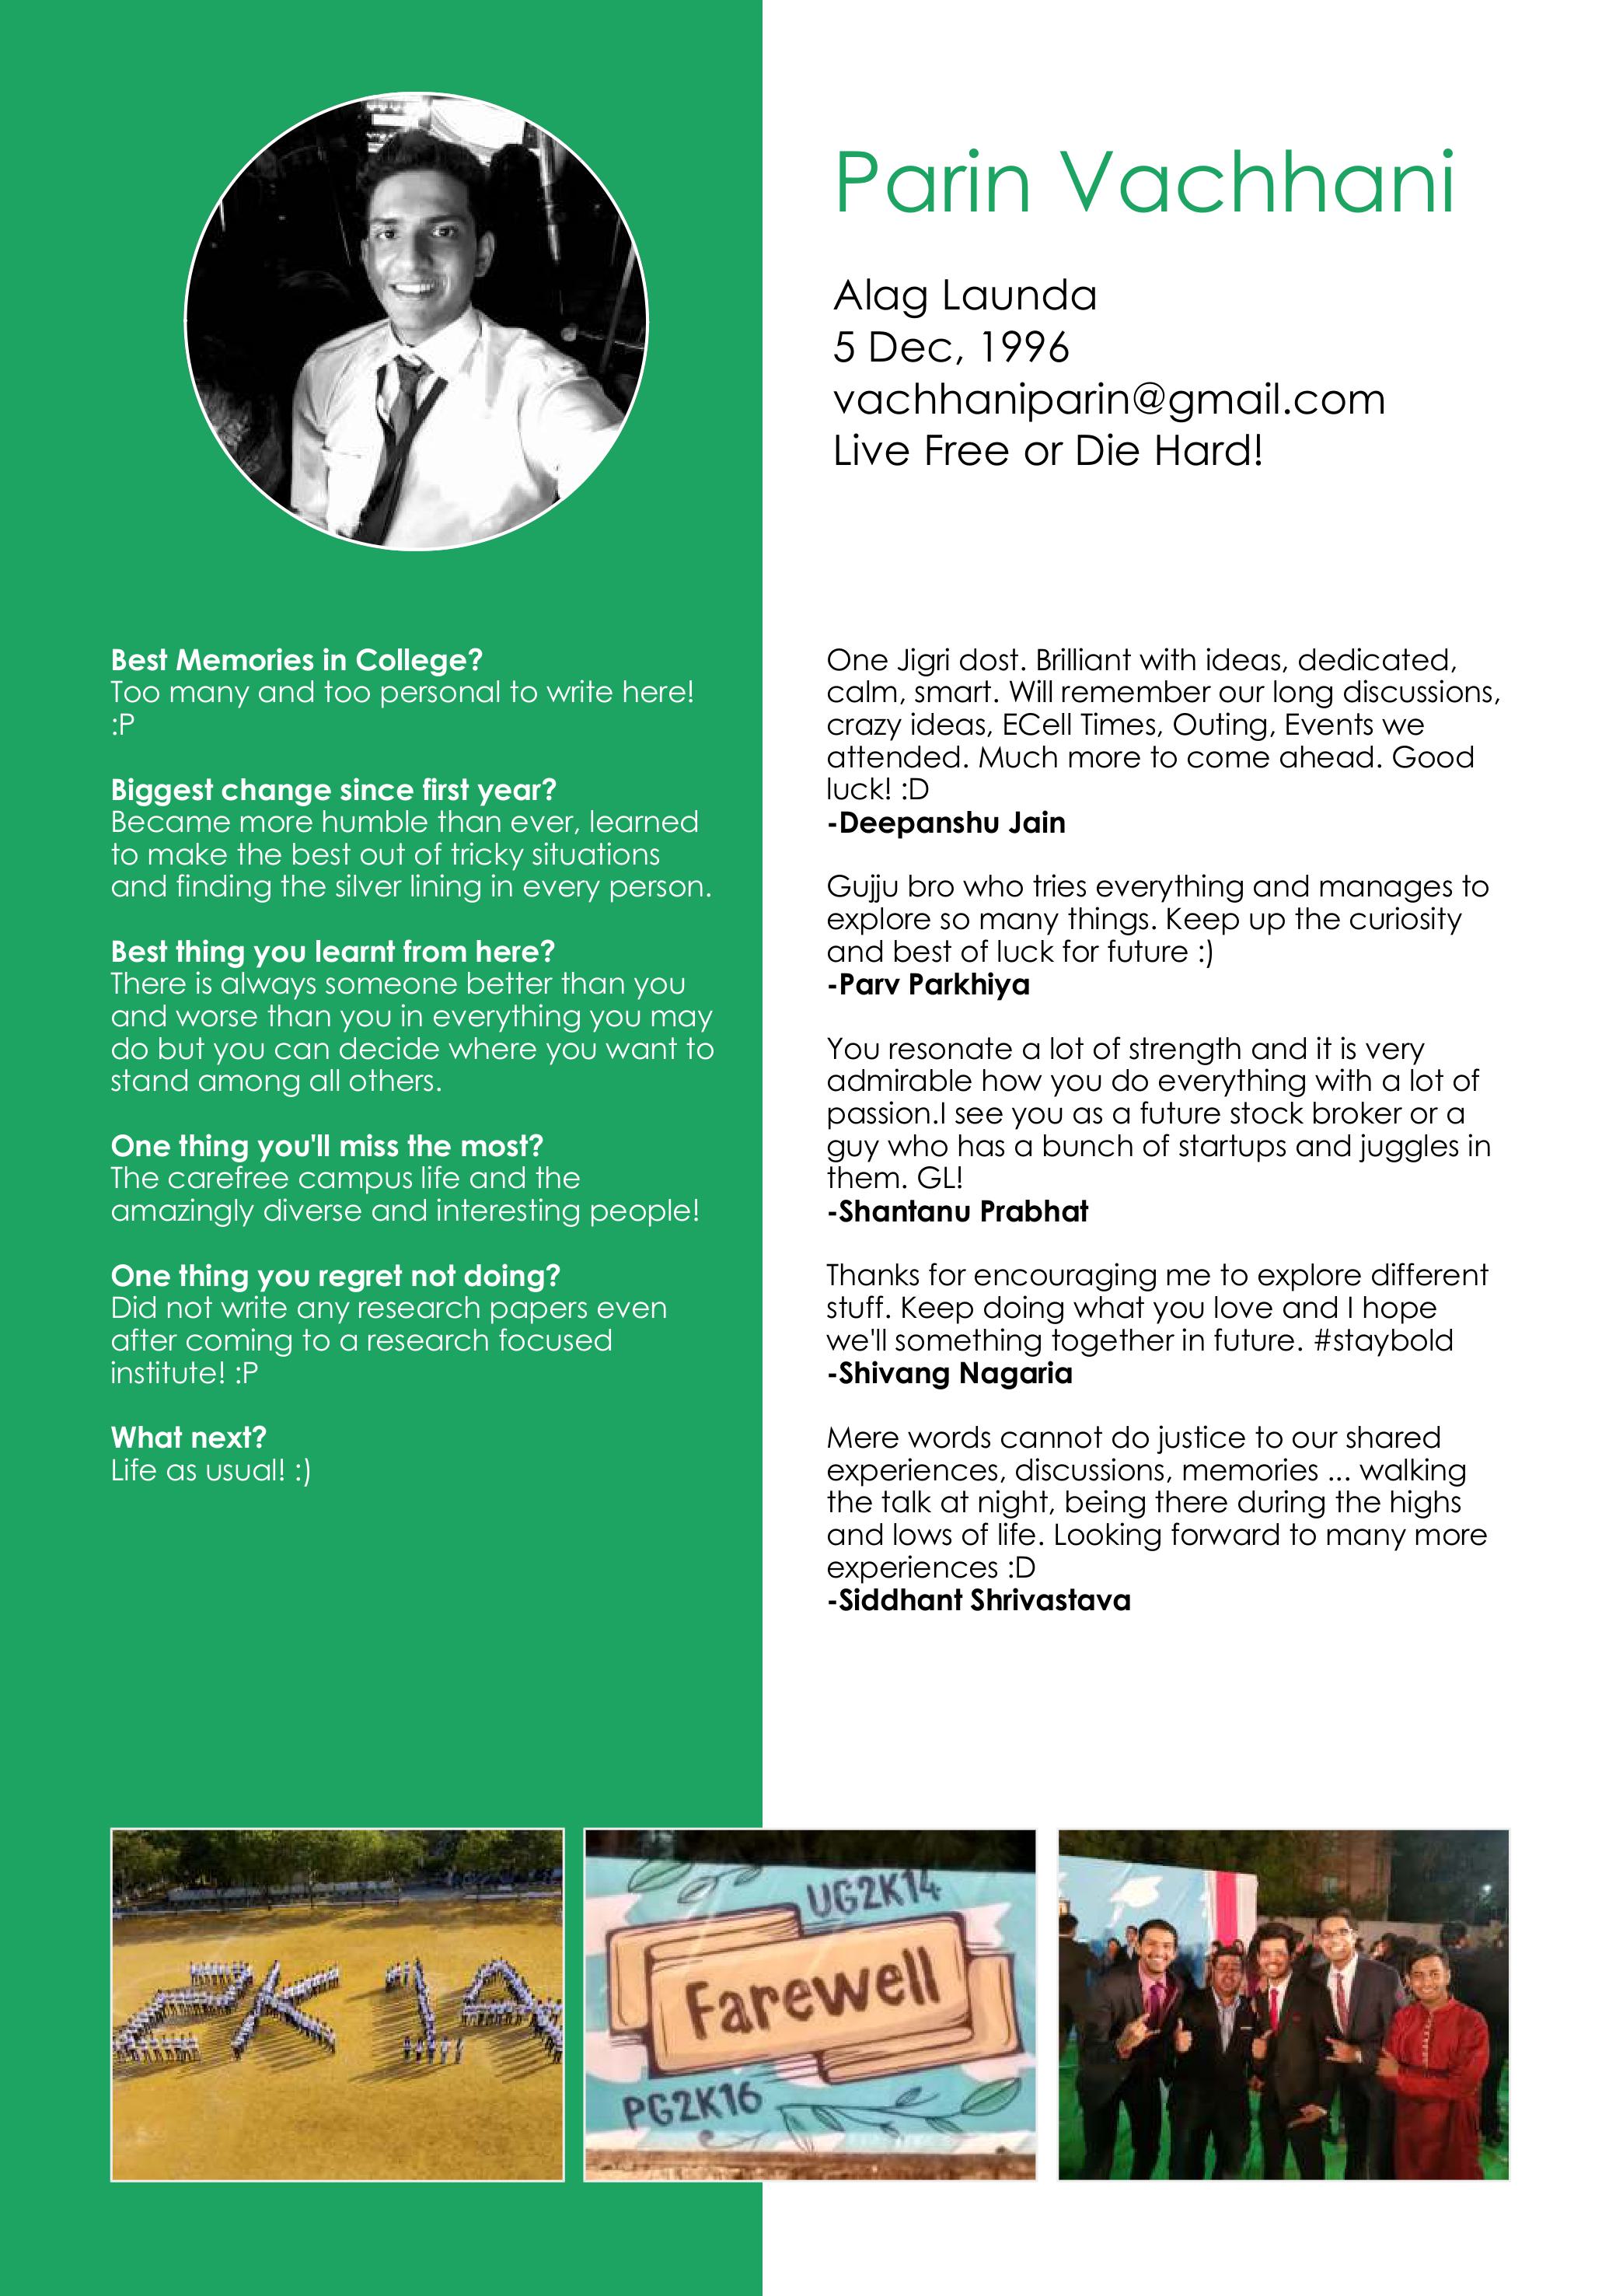 Parin Vachhani
Alag Launda
5 Dec, 1996
vachhaniparin@gmail.com
Live Free or Die Hard!
Best Memories in College?
Too many and too personal to write here!
:P
Biggest change since first year?
Became more humble than ever, learned
to make the best out of tricky situations
and finding the silver lining in every person.
Best thing you learnt from here?
There is always someone better than you
and worse than you in everything you may
do but you can decide where you want to
stand among all others.
One thing you'll miss the most?
The carefree campus life and the
amazingly diverse and interesting people!
One thing you regret not doing?
Did not write any research papers even
after coming to a research focused
institute! :P
What next?
Life as usual! :)
One Jigri dost. Brilliant with ideas, dedicated,
calm, smart. Will remember our long discussions,
crazy ideas, ECell Times, Outing, Events we
attended. Much more to come ahead. Good
luck! :D
-Deepanshu Jain
Gujju bro who tries everything and manages to
explore so many things. Keep up the curiosity
and best of luck for future :)
-Parv Parkhiya
You resonate a lot of strength and it is very
admirable how you do everything with a lot of
passion.I see you as a future stock broker or a
guy who has a bunch of startups and juggles in
them. GL!
-Shantanu Prabhat
Thanks for encouraging me to explore different
stuff. Keep doing what you love and I hope
we'll something together in future. #staybold
-Shivang Nagaria
Mere words cannot do justice to our shared
experiences, discussions, memories ... walking
the talk at night, being there during the highs
and lows of life. Looking forward to many more
experiences :D
-Siddhant Shrivastava
2K14
UG2K14
Farewell
PG2K16